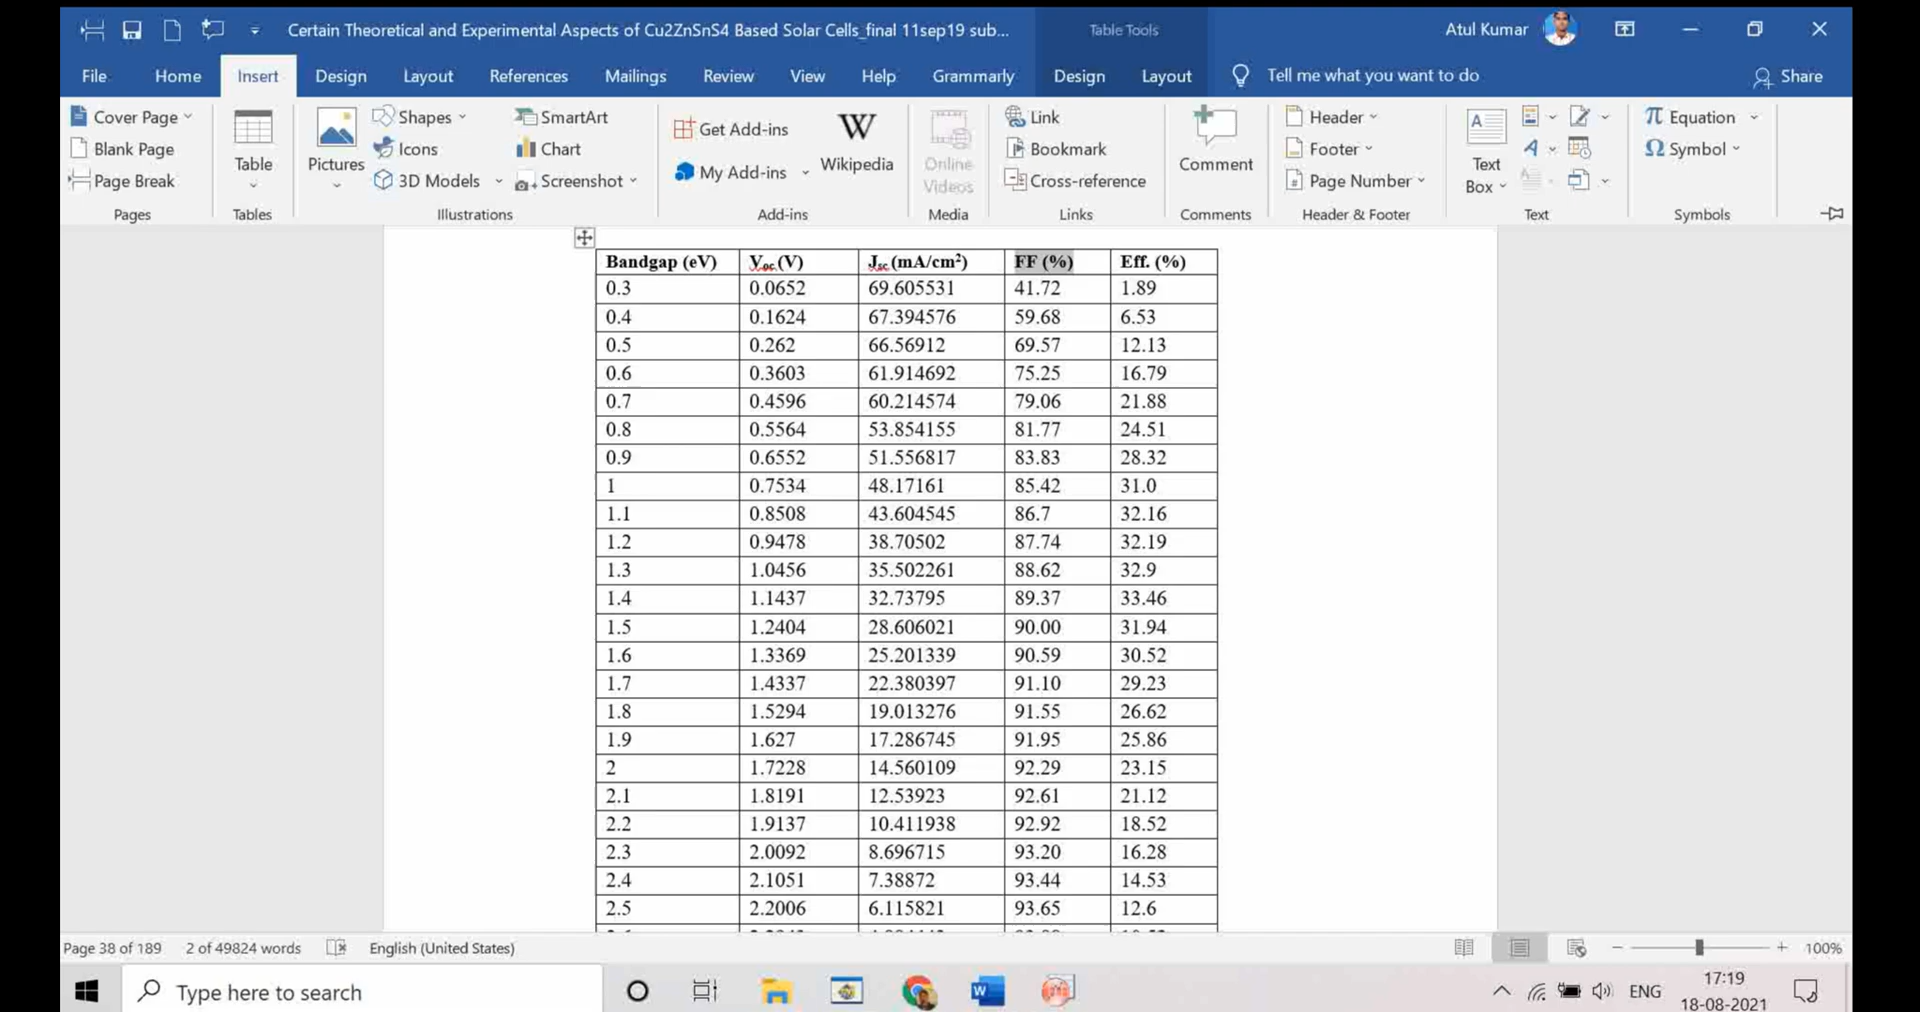 Certain Theoretical and Experimental Aspects of Cu2ZnSnS4 Based Solar Cells_final 11sep19 sub...
Table Tools
Atul Kumar
File Home Insert Design Layout References Mailings Review View Help Grammarly Design Layout Tell me what you want to do Share
Cover Page
Blank Page
Page Break
Pages
Table
Tables
Pictures
Shapes
Icons
3D Models
SmartArt
Chart
Screenshot
Illustrations
Get Add-ins
My Add-ins
Wikipedia
Add-ins
Online
Videos
Media
Link
Bookmark
Cross-reference
Links
Comment
Comments
Header
Footer
Page Number
Header & Footer
Text
Box
Text
Equation
Symbol
Symbols
Bandgap (eV) Voc (V) Jsc (mA/cm²) FF (%) Eff. (%)
0.3 0.0652 69.605531 41.72 1.89
0.4 0.1624 67.394576 59.68 6.53
0.5 0.262 66.56912 69.57 12.13
0.6 0.3603 61.914692 75.25 16.79
0.7 0.4596 60.214574 79.06 21.88
0.8 0.5564 53.854155 81.77 24.51
0.9 0.6552 51.556817 83.83 28.32
1 0.7534 48.17161 85.42 31.0
1.1 0.8508 43.604545 86.7 32.16
1.2 0.9478 38.70502 87.74 32.19
1.3 1.0456 35.502261 88.62 32.9
1.4 1.1437 32.73795 89.37 33.46
1.5 1.2404 28.606021 90.00 31.94
1.6 1.3369 25.201339 90.59 30.52
1.7 1.4337 22.380397 91.10 29.23
1.8 1.5294 19.013276 91.55 26.62
1.9 1.627 17.286745 91.95 25.86
2 1.7228 14.560109 92.29 23.15
2.1 1.8191 12.53923 92.61 21.12
2.2 1.9137 10.411938 92.92 18.52
2.3 2.0092 8.696715 93.20 16.28
2.4 2.1051 7.38872 93.44 14.53
2.5 2.2006 6.115821 93.65 12.6
Page 38 of 189 2 of 49824 words English (United States) 100%
Type here to search
ENG
17:19
18-08-2021